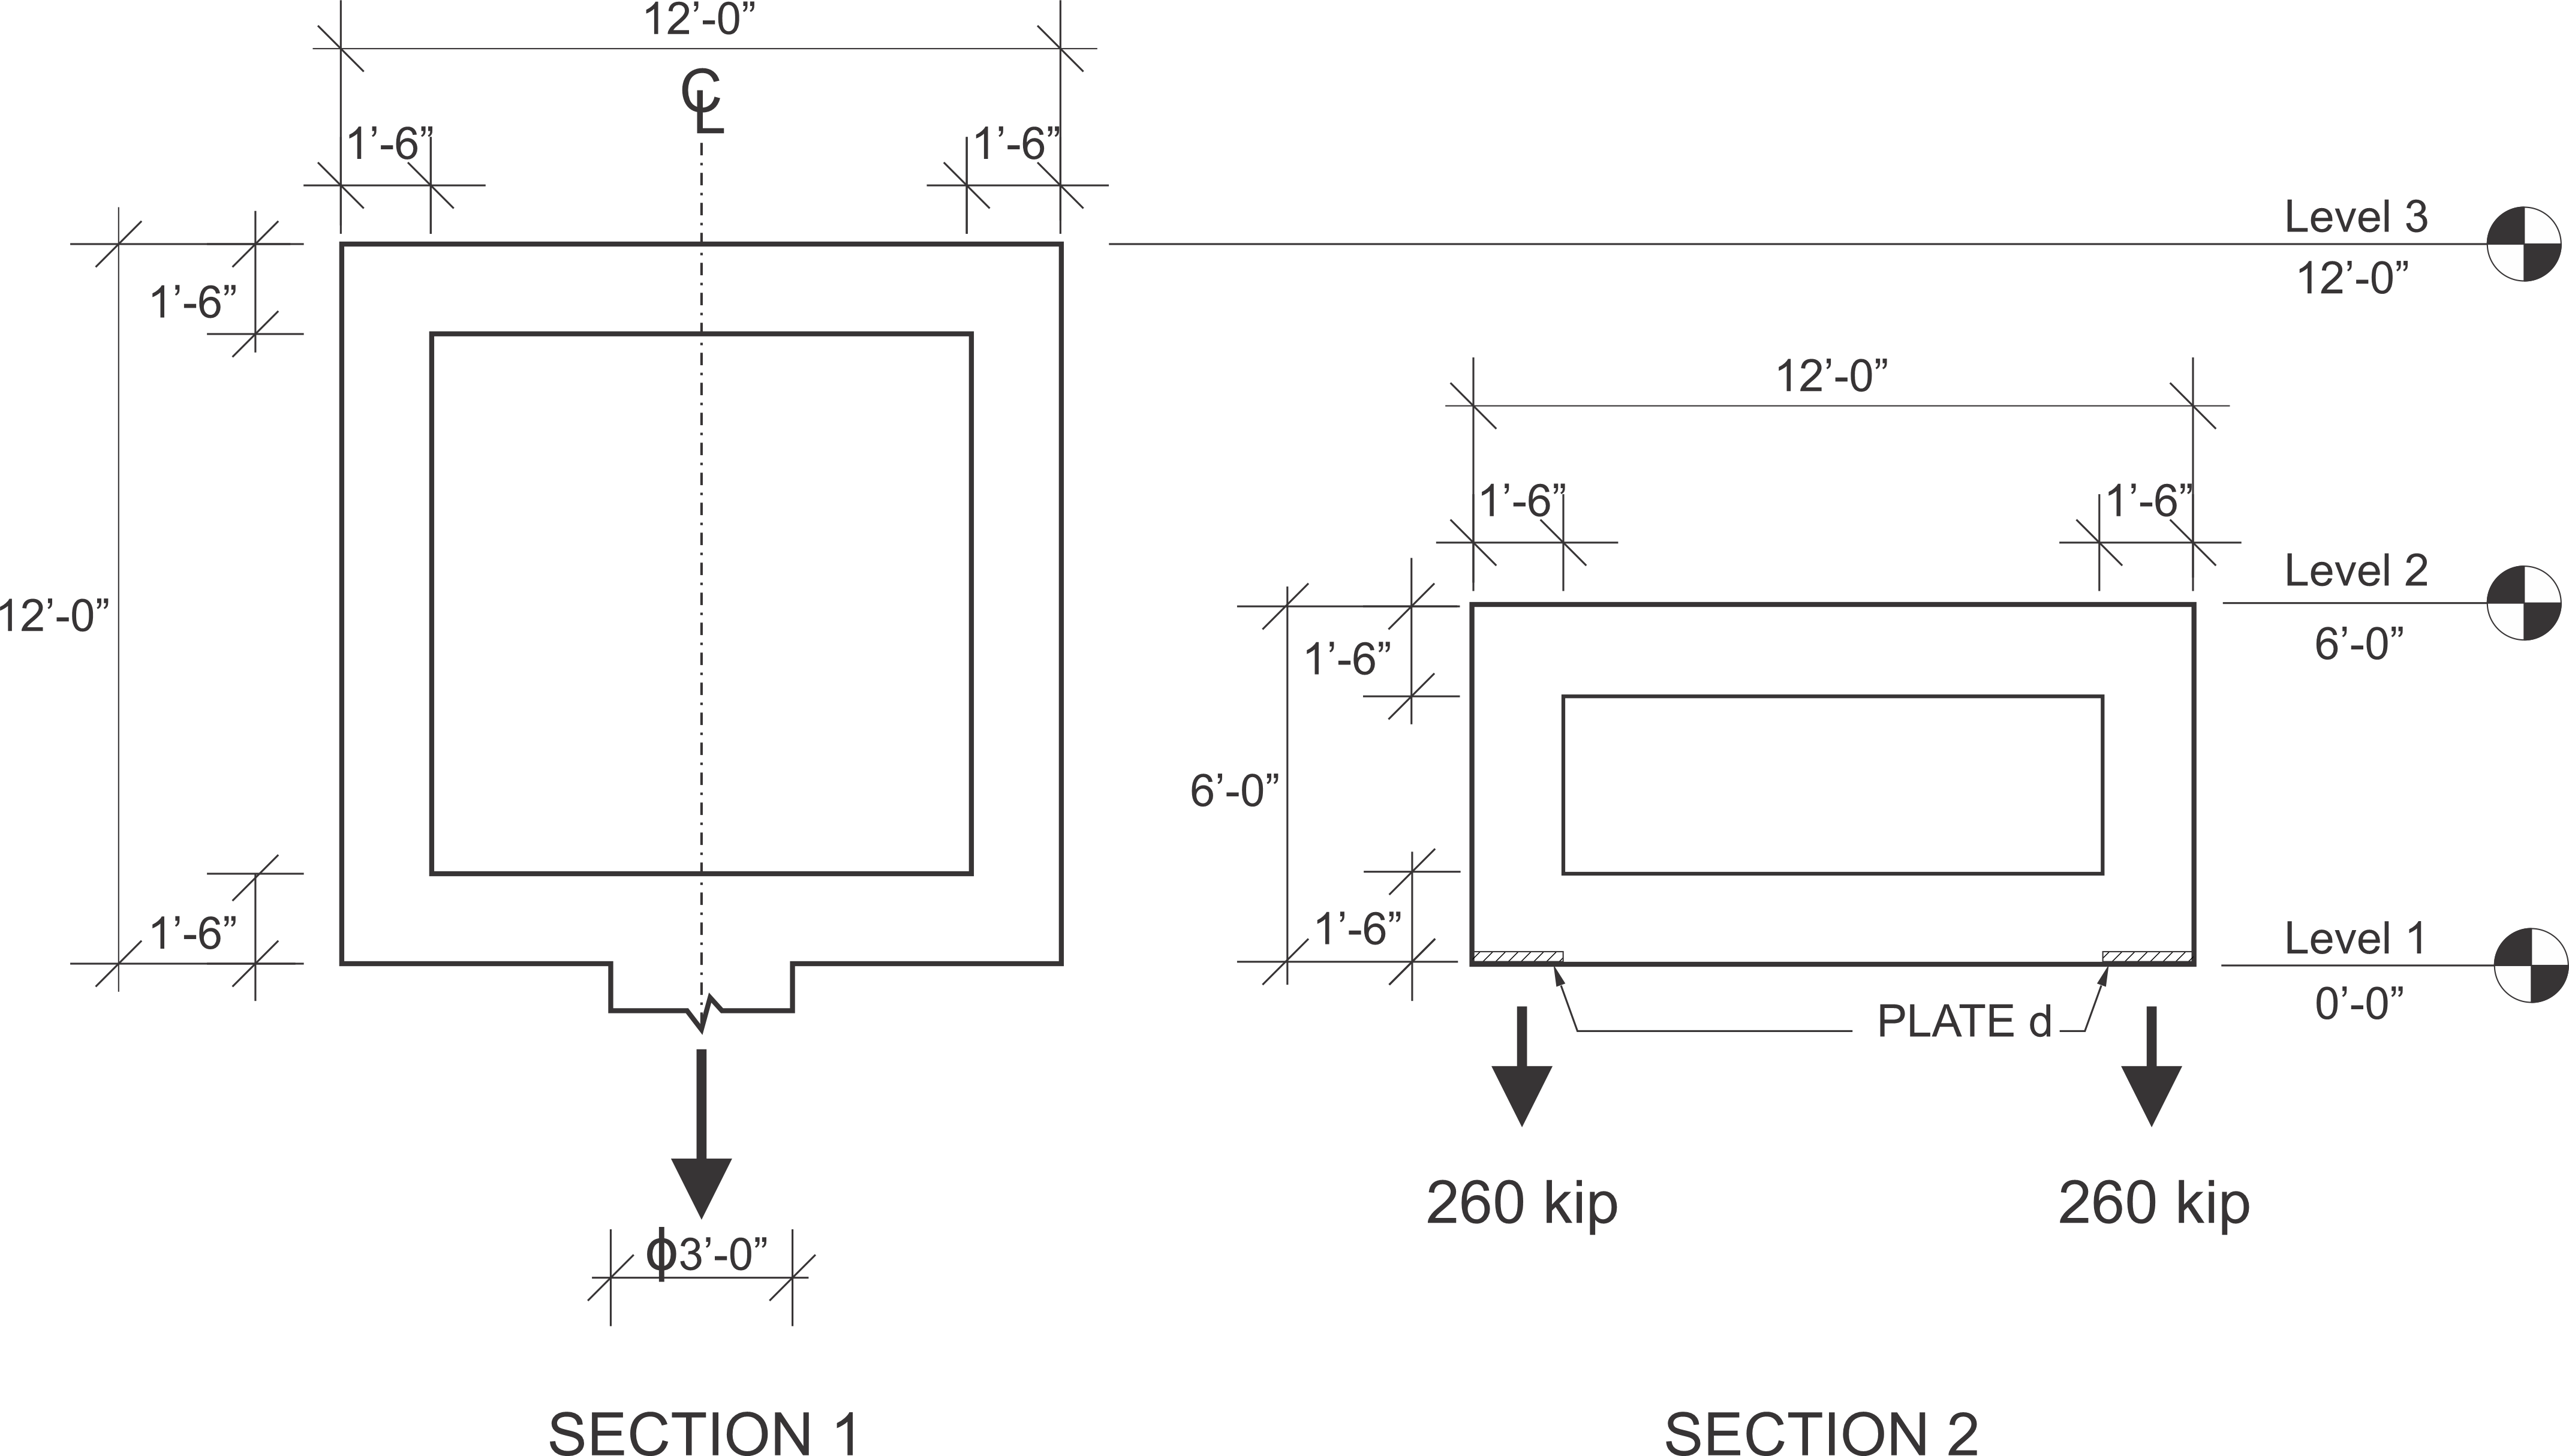 12’-0”
℄
1’-6”
1’-6”
Level 3
12’-0”
1’-6”
12’-0”
1’-6”
1’-6”
Level 2
6’-0”
12’-0”
1’-6”
6’-0”
1’-6”
1’-6”
Level 1
0’-0”
PLATE d
260 kip
260 kip
ϕ3’-0”
SECTION 1
SECTION 2